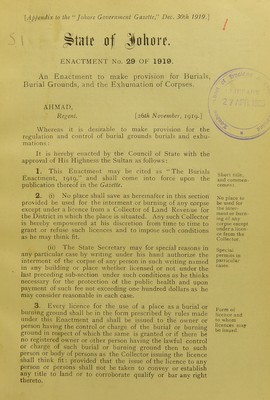 [Appendix to the "Johore Government Gazette," Dec. 30th 1919.]
1
State of Johore.
ENACTMENT No. 29 OF 1919.
An Enactment to make provision for Burials,
Burial Grounds, and the Exhumation of Corpses.
AHMAD,
Regent.
[26th November, 1919.]
Whereas it is desirable to make provision for the
regulation and control of burial grounds burials and exhu-
mations:
It is hereby enacted by the Council of State with the
approval of His Highness the Sultan as follows:
1. This Enactment may be cited as "The Burials
Enactment, 1919," and shall come into force upon the
publication thereof in the Gazette.
Short title,
and commen-
cement.
2. (i) No place shall save as hereinafter in this section
provided be used for the interment or burning of any corpse
except under a licence from a Collector of Land Revenue for
the District in which the place is situated. Any such Collector
is hereby empowered at his discretion from time to time to
grant or refuse such licences and to impose such conditions
as he may think fit.
No place to
be used for
the inter-
ment or burn-
ing of any
corpse except
under a licen-
ce from the
Collector.
(ii) The State Secretary may for special reasons in
any particular case by writing under his hand authorize the
interment of the corpse of any person in such writing named
in any building or place whether licensed or not under the
last preceding sub-section under such conditions as he thinks
necessary for the protection of the public health and upon
payment of such fee not exceeding one hundred dollars as he
may consider reasonable in each case.
Special
powers in
particular
cases.
3. Every licence for the use of a place as a burial or
burning ground shall be in the form prescribed by rules made
under this Enactment and shall be issued to the owner or
person having the control or charge of the burial or burning
ground in respect of which the same is granted or if there be
no registered owner or other person having the lawful control
or charge of such burial or burning ground then to such
person or body of persons as the Collector issuing the licence
shall think fit: provided that the issue of the licence to any
person or persons shall not be taken to convey or establish
any title to land or to corroborate qualify or bar any right
thereto.
Form of
licence and
to whom
licences may
be issued.